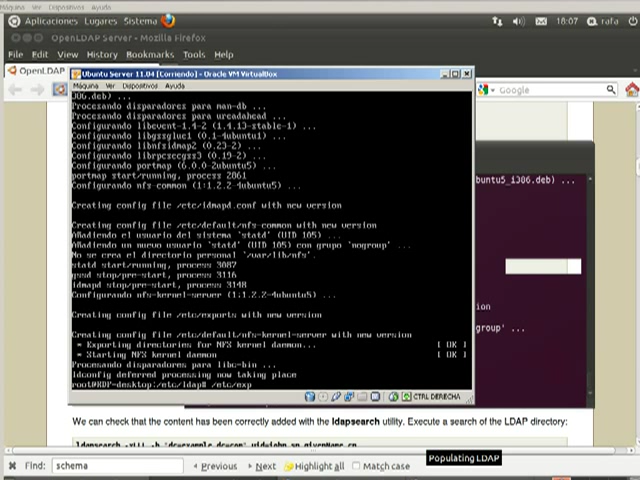 Máquina Ver Dispositivos Ayuda
Aplicaciones Lugares Sistema 18:07 rafa
OpenLDAP Server - Mozilla Firefox
File Edit View History Bookmarks Tools Help
OpenLDAP
Google
Ubuntu Server 11.04 [Corriendo] - Oracle VM VirtualBox
Máquina Ver Dispositivos Ayuda
306.deb) ...
Procesando disparadores para man-db ...
Procesando disparadores para ureadahead ...
Configurando libevent-1.4-2 (1.4.13-stable-1) ...
Configurando libgssglue1 (0.1-4ubuntu1) ...
Configurando libnfsidmap2 (0.23-2) ...
Configurando librpcsecgss3 (0.19-2) ...
Configurando portmap (6.0.0-2ubuntu5) ...
portmap start/running, process 2861
Configurando nfs-common (1:1.2.2-4ubuntu5) ...
Creating config file /etc/idmapd.conf with new version
Creating config file /etc/default/nfs-common with new version
Añadiendo el usuario del sistema `statd' (UID 105) ...
Añadiendo un nuevo usuario `statd' (UID 105) con grupo `nogroup' ...
No se crea el directorio personal `/var/lib/nfs'.
statd start/running, process 3087
gssd stop/pre-start, process 3116
idmapd stop/pre-start, process 3148
Configurando nfs-kernel-server (1:1.2.2-4ubuntu5) ...
Creating config file /etc/exports with new version
Creating config file /etc/default/nfs-kernel-server with new version
* Exporting directories for NFS kernel daemon... [ OK ]
* Starting NFS kernel daemon [ OK ]
Procesando disparadores para libc-bin ...
ldconfig deferred processing now taking place
root@RDP-desktop:/etc/ldap# /etc/exp
CTRL DERECHA
buntu5_i386.deb) ...
ion
group' ...
We can check that the content has been correctly added with the ldapsearch utility. Execute a search of the LDAP directory:
Find: schema Previous Next Highlight all Match case
Populating LDAP